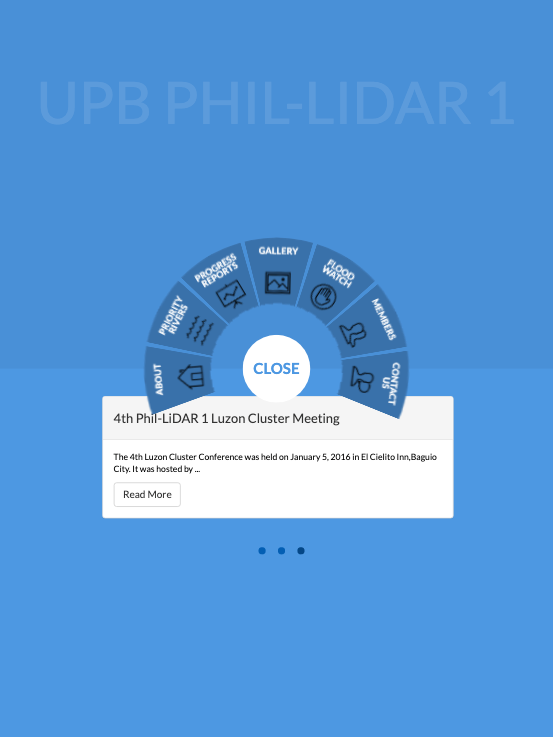 UPB PHIL-LIDAR 1
ABOUT
PRIORITY
RIVERS
PROGRESS
REPORTS
GALLERY
FLOOD
WATCH
MEMBERS
CONTACT
US
CLOSE
4th Phil-LiDAR 1 Luzon Cluster Meeting
The 4th Luzon Cluster Conference was held on January 5, 2016 in El Cielito Inn,Baguio
City. It was hosted by ...
Read More